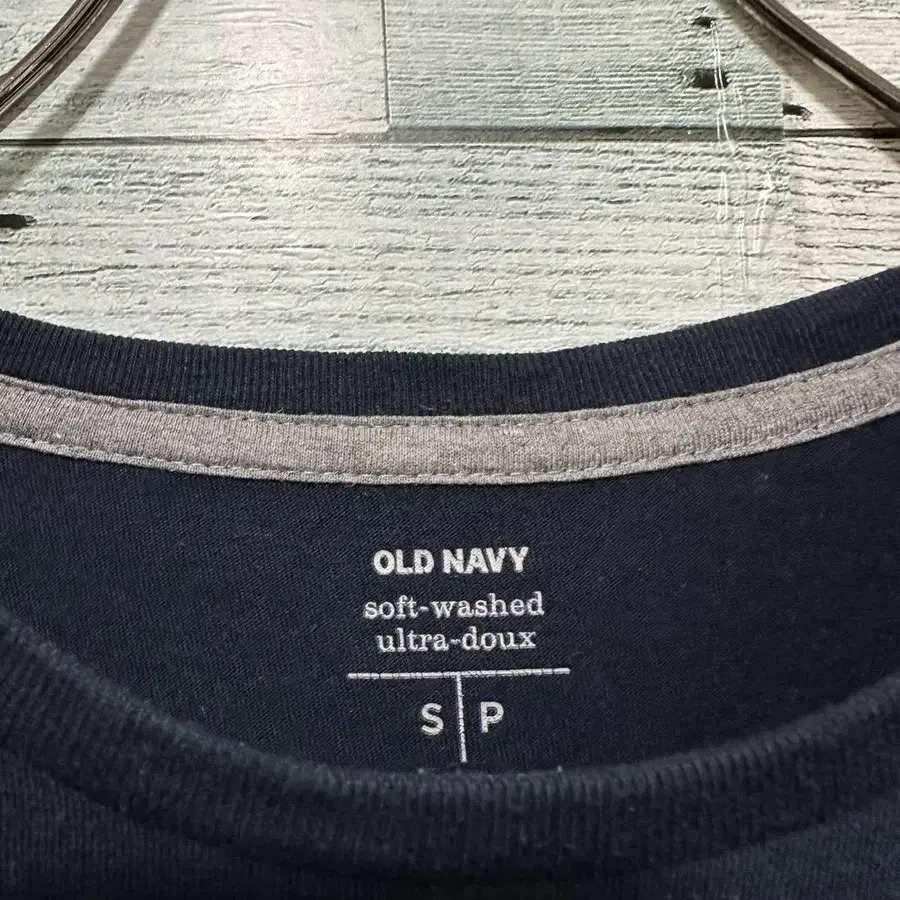 OLD NAVY
soft-washed
ultra-doux
S P